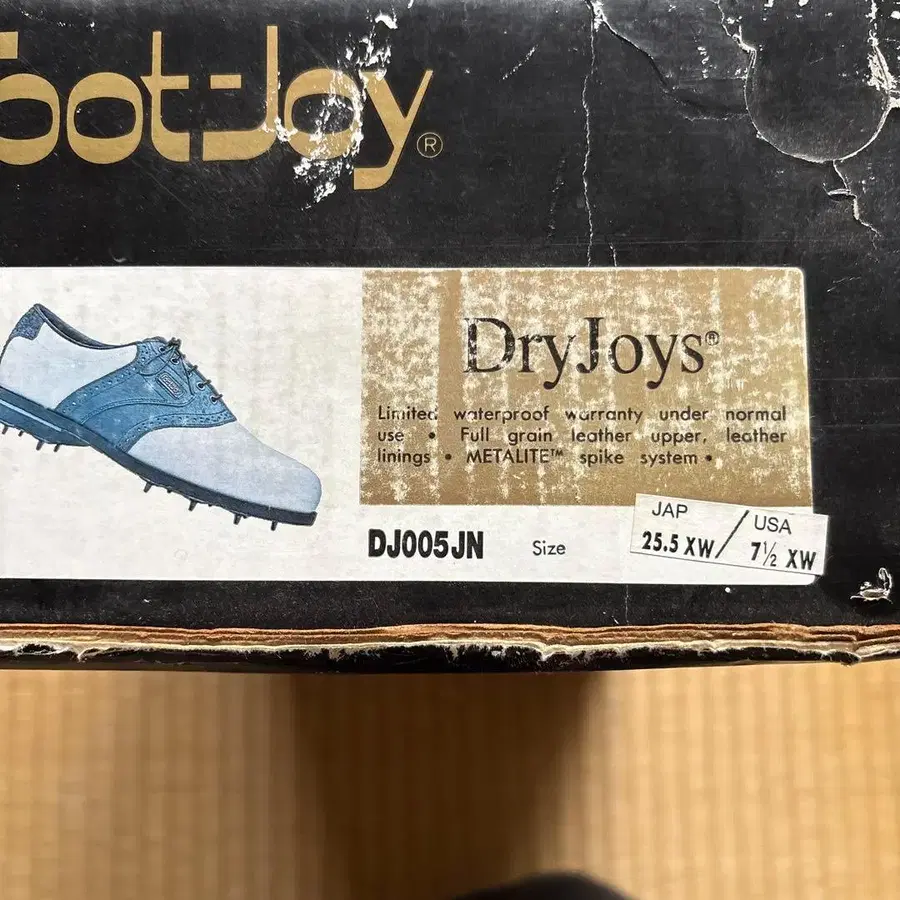 FootJoy®
DryJoys®
Limited waterproof warranty under normal
use • Full grain leather upper, leather
linings • METALITE™ spike system •
DJ005JN Size
JAP / USA
25.5 XW / 7½ XW